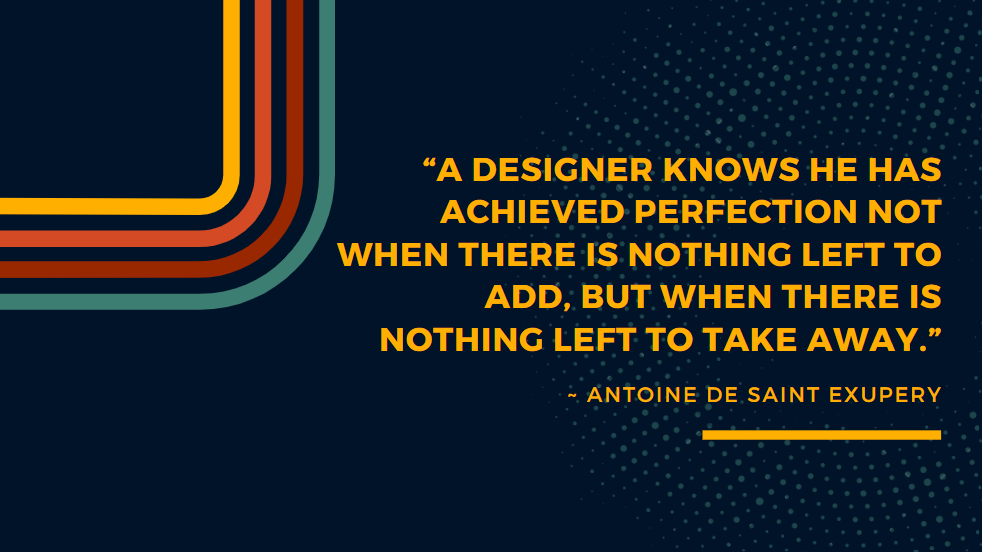 “A DESIGNER KNOWS HE HAS
ACHIEVED PERFECTION NOT
WHEN THERE IS NOTHING LEFT TO
ADD, BUT WHEN THERE IS
NOTHING LEFT TO TAKE AWAY.”
~ ANTOINE DE SAINT EXUPERY